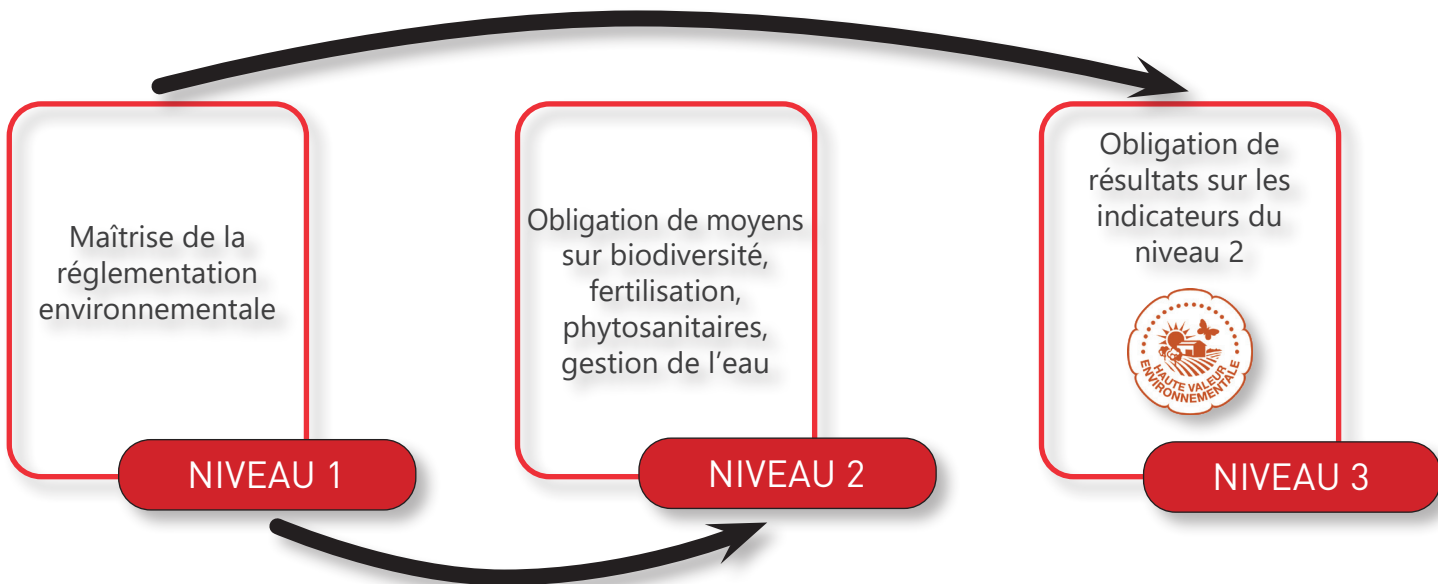 Maîtrise de la
réglementation
environnementale
NIVEAU 1
Obligation de moyens
sur biodiversité,
fertilisation,
phytosanitaires,
gestion de l’eau
NIVEAU 2
Obligation de
résultats sur les
indicateurs du
niveau 2
HAUTE VALEUR
ENVIRONNEMENTALE
NIVEAU 3